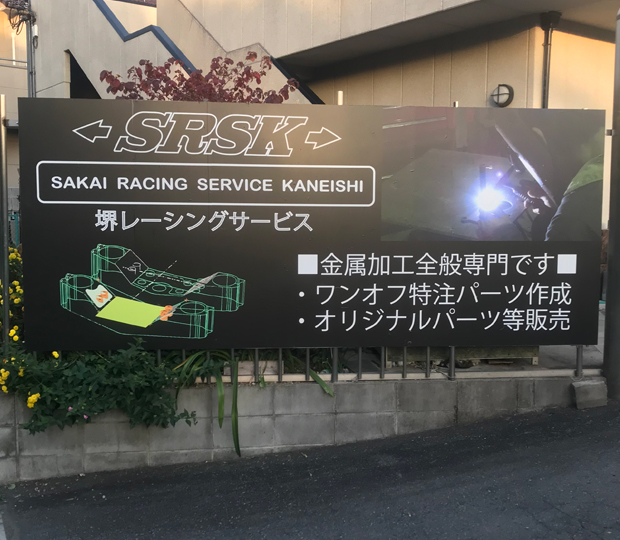 SRSK
SAKAI RACING SERVICE KANEISHI
堺レーシングサービス
■金属加工全般専門です■
・ワンオフ特注パーツ作成
・オリジナルパーツ等販売